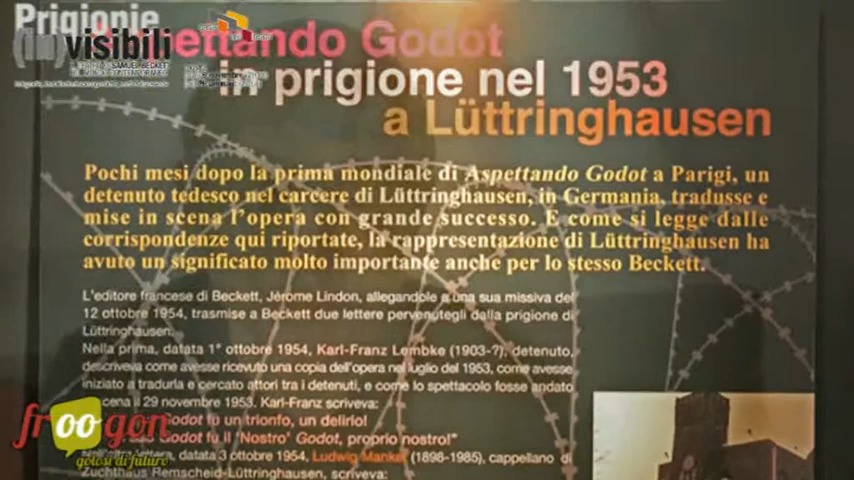 Prigionie
(in)visibili
Aspettando Godot
in prigione nel 1953
a Lüttringhausen
Pochi mesi dopo la prima mondiale di Aspettando Godot a Parigi, un
detenuto tedesco nel carcere di Lüttringhausen, in Germania, tradusse e
mise in scena l'opera con grande successo. E come si legge dalle
corrispondenze qui riportate, la rappresentazione di Lüttringhausen ha
avuto un significato molto importante anche per lo stesso Beckett.
L'editore francese di Beckett, Jérome Lindon, allegandole a una sua missiva del
12 ottobre 1954, trasmise a Beckett due lettere pervenutegli dalla prigione di
Lüttringhausen.
Nella prima, datata 1° ottobre 1954, Karl-Franz Lembke (1903-?), detenuto,
descriveva come avesse ricevuto una copia dell'opera nel luglio del 1953, come avesse
iniziato a tradurla e cercato attori tra i detenuti, e come lo spettacolo fosse andato
scena il 29 novembre 1953. Karl-Franz scriveva:
Godot fu un trionfo, un delirio!
Godot fu il 'Nostro' Godot, proprio nostro!"
datata 3 ottobre 1954, Ludwig Manker (1898-1985), cappellano di
Zuchthaus Remscheid-Lüttringhausen, scriveva:
froogon
golosi di futuro